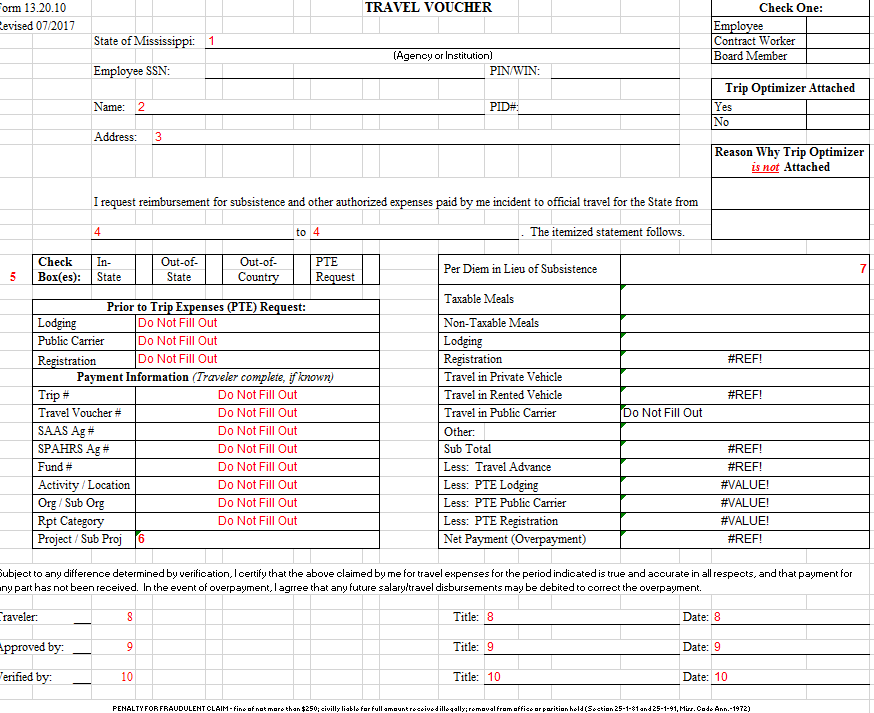 orm 13.20.10 TRAVEL VOUCHER Check One:
evised 07/2017 Employee
State of Mississippi: 1 Contract Worker
(Agency or Institution) Board Member
Employee SSN: PIN/WIN:
Trip Optimizer Attached
Name: 2 PID#: Yes
No
Address: 3
Reason Why Trip Optimizer
is not Attached
I request reimbursement for subsistence and other authorized expenses paid by me incident to official travel for the State from
4 to 4 . The itemized statement follows.
5 Check Box(es): In-State Out-of-State Out-of-Country PTE Request
Per Diem in Lieu of Subsistence 7
Taxable Meals
Prior to Trip Expenses (PTE) Request:
Lodging Do Not Fill Out Non-Taxable Meals
Public Carrier Do Not Fill Out Lodging
Registration Do Not Fill Out Registration #REF!
Payment Information (Traveler complete, if known) Travel in Private Vehicle
Trip # Do Not Fill Out Travel in Rented Vehicle #REF!
Travel Voucher # Do Not Fill Out Travel in Public Carrier Do Not Fill Out
SAAS Ag # Do Not Fill Out Other:
SPAHRS Ag # Do Not Fill Out Sub Total #REF!
Fund # Do Not Fill Out Less: Travel Advance #REF!
Activity / Location Do Not Fill Out Less: PTE Lodging #VALUE!
Org / Sub Org Do Not Fill Out Less: PTE Public Carrier #VALUE!
Rpt Category Do Not Fill Out Less: PTE Registration #VALUE!
Project / Sub Proj 6 Net Payment (Overpayment) #REF!
Subject to any difference determined by verification, I certify that the above claimed by me for travel expenses for the period indicated is true and accurate in all respects, and that payment for
any part has not been received. In the event of overpayment, I agree that any future salary/travel disbursements may be debited to correct the overpayment.
Traveler: 8 Title: 8 Date: 8
Approved by: 9 Title: 9 Date: 9
Verified by: 10 Title: 10 Date: 10
PENALTY FOR FRAUDULENT CLAIM - fine of not more than $250; civilly liable for full amount received illegally; removal from office or position held (Section 25-1-81 and 25-1-91, Miss. Code Ann.-1972)